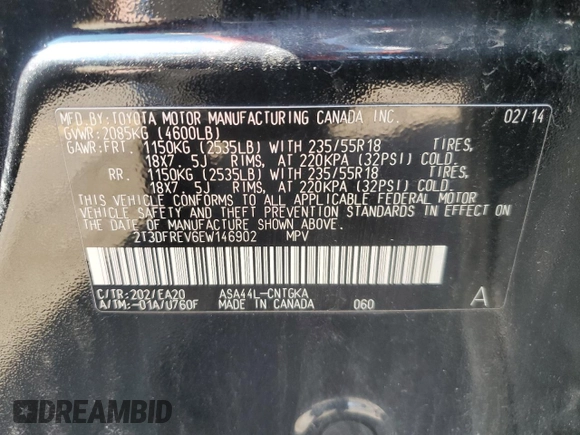 MFD.BY:TOYOTA MOTOR MANUFACTURING CANADA INC. 02/14
GVWR:2085KG (4600LB)
GAWR:FRT. 1150KG (2535LB) WITH 235/55R18 TIRES,
18X7. 5J RIMS, AT 220KPA (32PSI) COLD.
RR. 1150KG (2535LB) WITH 235/55R18 TIRES,
18X7. 5J RIMS, AT 220KPA (32PSI) COLD.
THIS VEHICLE CONFORMS TO ALL APPLICABLE FEDERAL MOTOR
VEHICLE SAFETY AND THEFT PREVENTION STANDARDS IN EFFECT
ON THE DATE OF MANUFACTURE SHOWN ABOVE.
2T3DFREV6EW146902 MPV
C/TR:202/EA20 ASA44L-CNTGKA
A/TM:-01A/U760F MADE IN CANADA 060 A
DREAMBID